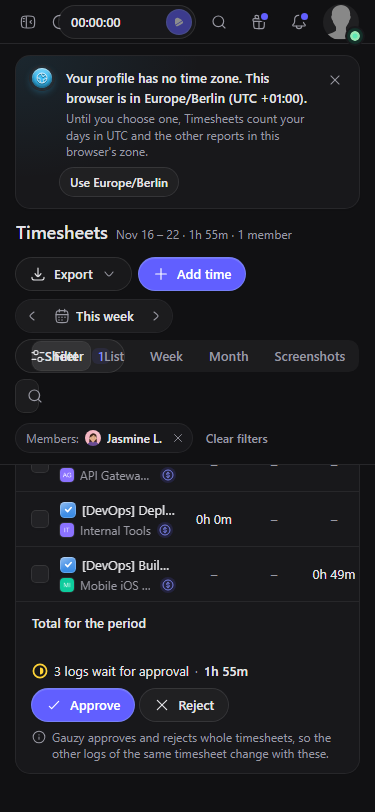 00:00:00
Your profile has no time zone. This
browser is in Europe/Berlin (UTC +01:00).
Until you choose one, Timesheets count your
days in UTC and the other reports in this
browser's zone.
Use Europe/Berlin
Timesheets Nov 16 – 22 · 1h 55m · 1 member
Export
Add time
This week
Filter 1 List Week Month Screenshots
Members: Jasmine L. Clear filters
AG API Gatewa... – – –
[DevOps] Depl...
IT Internal Tools 0h 0m – –
[DevOps] Buil...
MI Mobile iOS ... – – 0h 49m
Total for the period
3 logs wait for approval · 1h 55m
Approve Reject
Gauzy approves and rejects whole timesheets, so the
other logs of the same timesheet change with these.